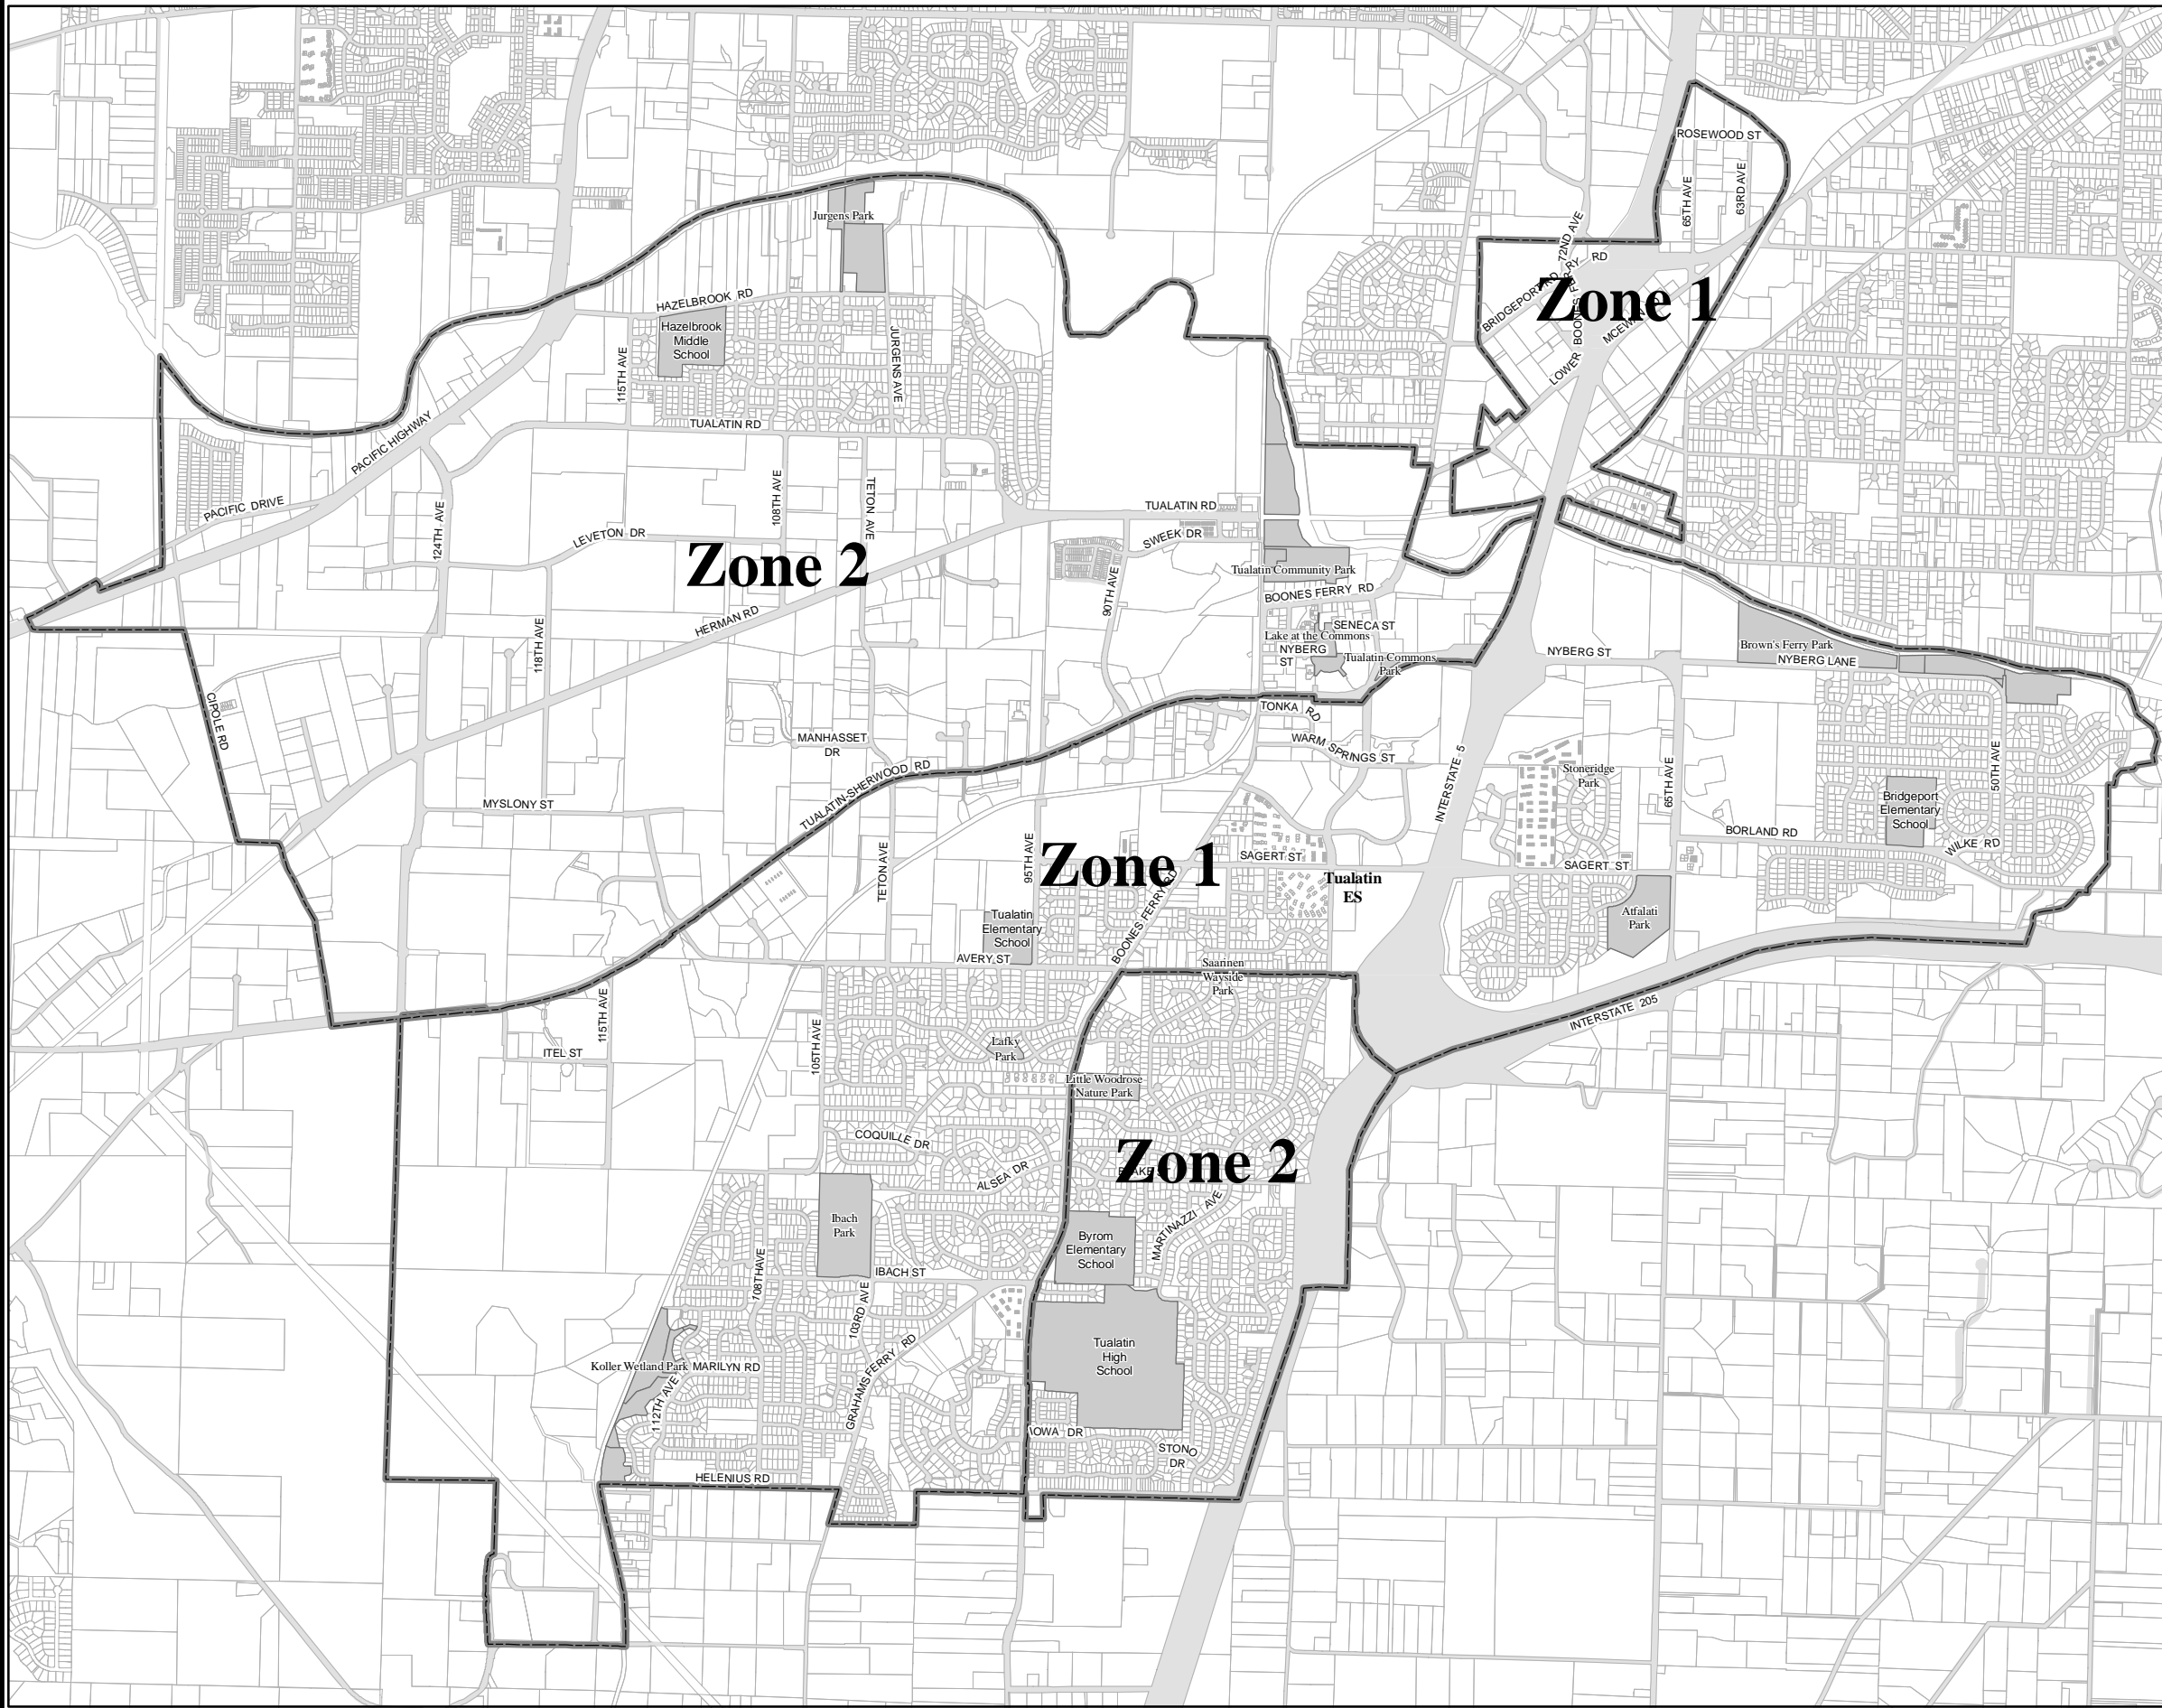 ROSEWOOD ST
65TH AVE
63RD AVE
Jurgens Park
72ND AVE
BRIDGEPORT RD
LOWER BOONES FERRY RD
Zone 1
MCEWAN
HAZELBROOK RD
Hazelbrook
Middle
School
115TH AVE
JURGENS AVE
TUALATIN RD
PACIFIC HIGHWAY
PACIFIC DRIVE
124TH AVE
108TH AVE
TETON AVE
LEVETON DR
Zone 2
TUALATIN RD
SWEEK DR
90TH AVE
Tualatin Community Park
BOONES FERRY RD
SENECA ST
Lake at the Commons
NYBERG
ST
Tualatin Commons
Park
HERMAN RD
118TH AVE
CIPOLE RD
NYBERG ST
Brown's Ferry Park
NYBERG LANE
TONKA RD
WARM SPRINGS ST
MANHASSET
DR
TUALATIN-SHERWOOD RD
MYSLONY ST
INTERSTATE 5
Stoneridge
Park
65TH AVE
50TH AVE
Bridgeport
Elementary
School
BORLAND RD
WILKE RD
TETON AVE
95TH AVE
Zone 1
SAGERT ST
SAGERT ST
Tualatin
ES
Atfalati
Park
Tualatin
Elementary
School
BOONES FERRY RD
AVERY ST
Saarinen
Wayside
Park
115TH AVE
INTERSTATE 205
ITEL ST
105TH AVE
Lafky
Park
Little Woodrose
Nature Park
COQUILLE DR
ALSEA DR
Zone 2
MARTINAZZI AVE
Ibach
Park
Byrom
Elementary
School
IBACH ST
108TH AVE
103RD AVE
GRAHAMS FERRY RD
Koller Wetland Park
MARILYN RD
112TH AVE
Tualatin
High
School
IOWA DR
STONO
DR
HELENIUS RD